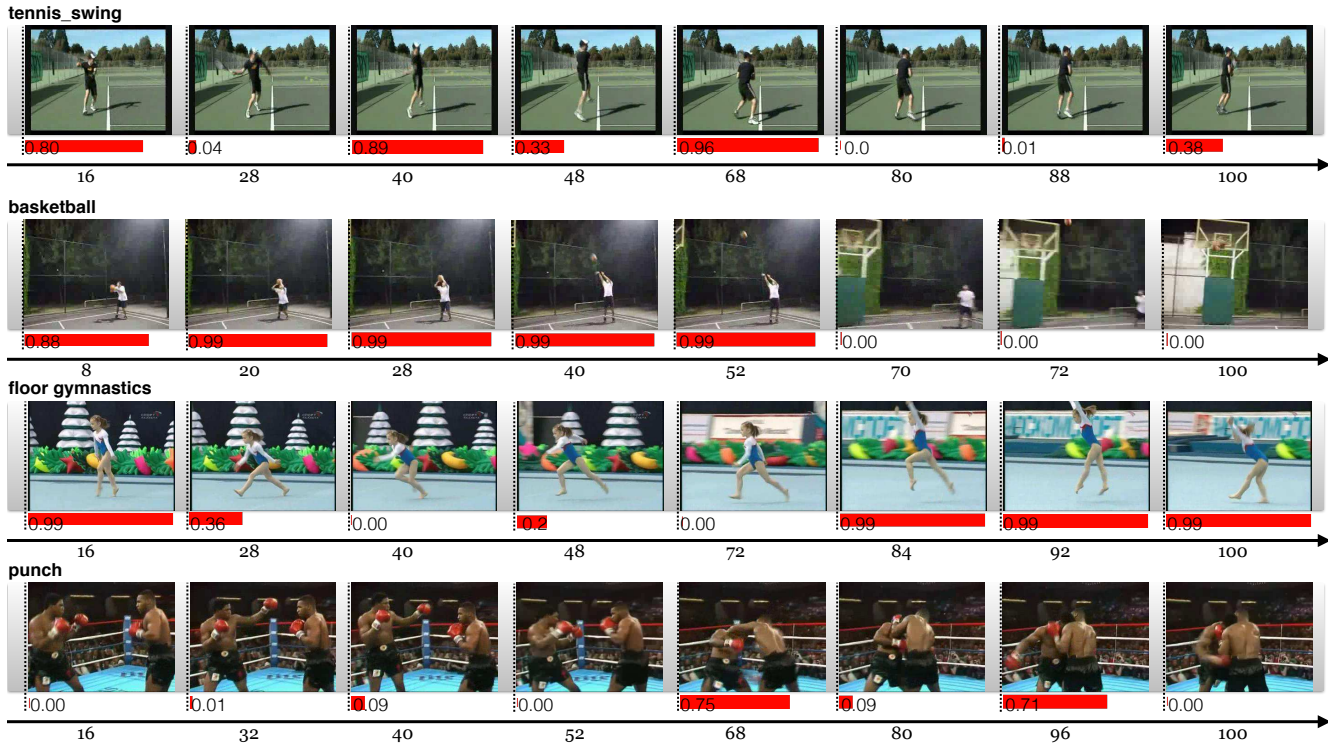 tennis_swing
0.80 0.04 0.89 0.33 0.96 0.0 0.01 0.38
16 28 40 48 68 80 88 100
basketball
0.88 0.99 0.99 0.99 0.99 0.00 0.00 0.00
8 20 28 40 52 70 72 100
floor gymnastics
0.99 0.36 0.00 0.2 0.00 0.99 0.99 0.99
16 28 40 48 72 84 92 100
punch
0.00 0.01 0.09 0.00 0.75 0.09 0.71 0.00
16 32 40 52 68 80 96 100